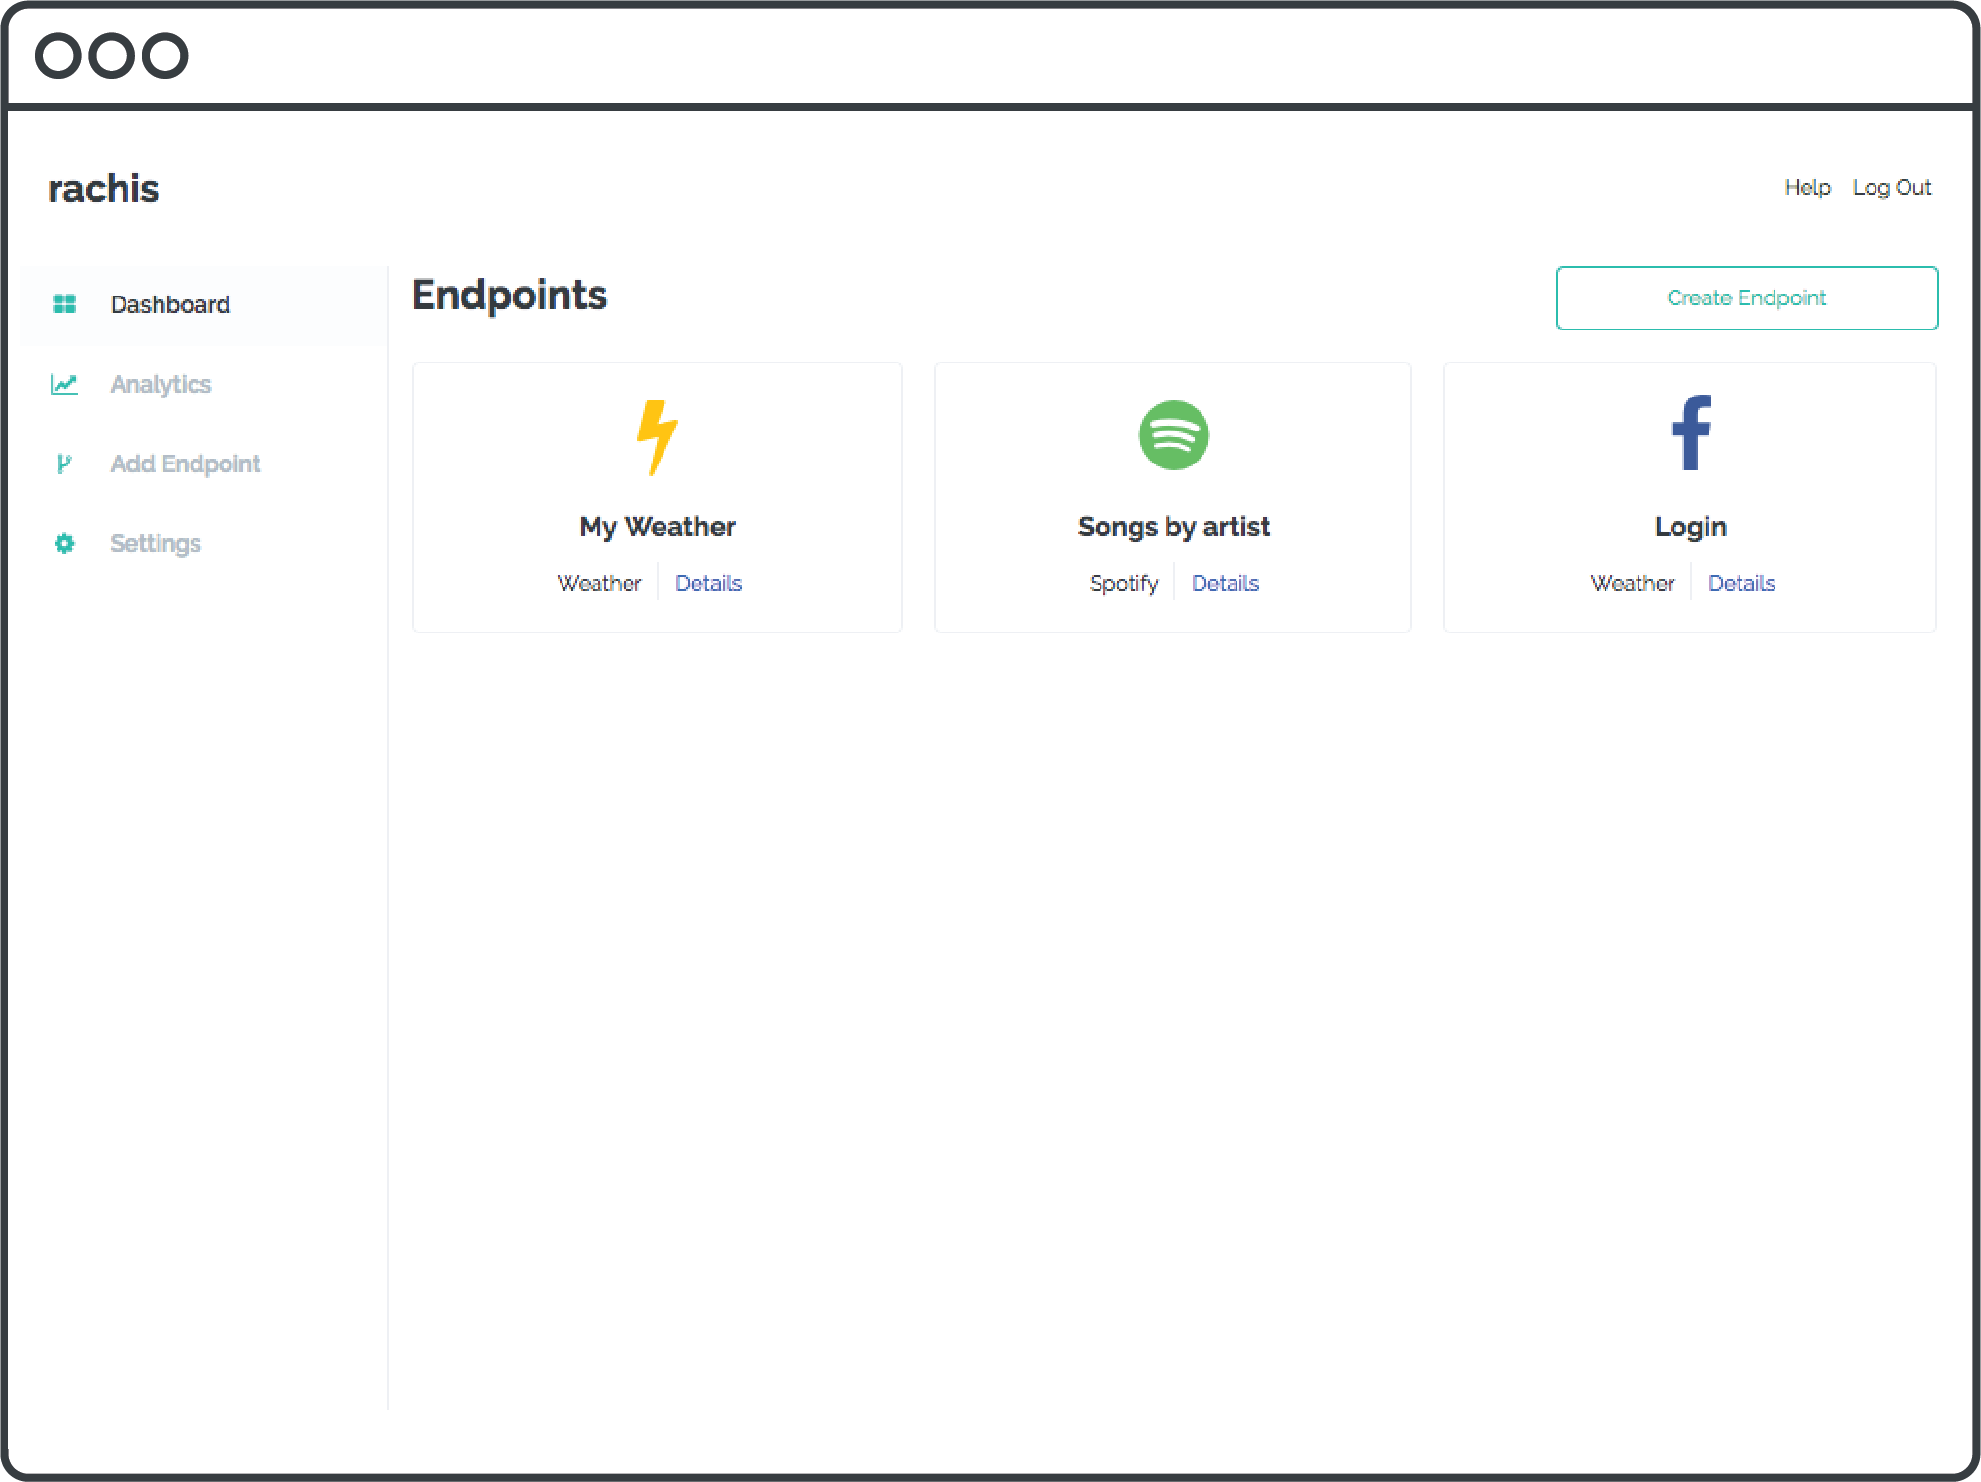 rachis
Help Log Out
Dashboard
Analytics
Add Endpoint
Settings
Endpoints
Create Endpoint
My Weather
Weather Details
Songs by artist
Spotify Details
Login
Weather Details